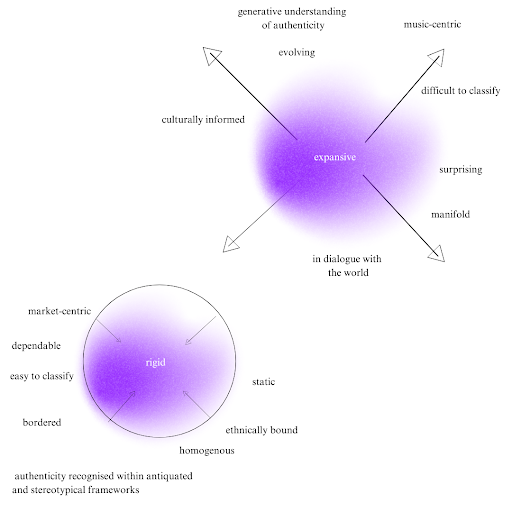 generative understanding
of authenticity
music-centric
evolving
difficult to classify
culturally informed
expansive
surprising
manifold
in dialogue with
the world
market-centric
dependable
rigid
easy to classify
static
bordered
ethnically bound
homogenous
authenticity recognised within antiquated
and stereotypical frameworks